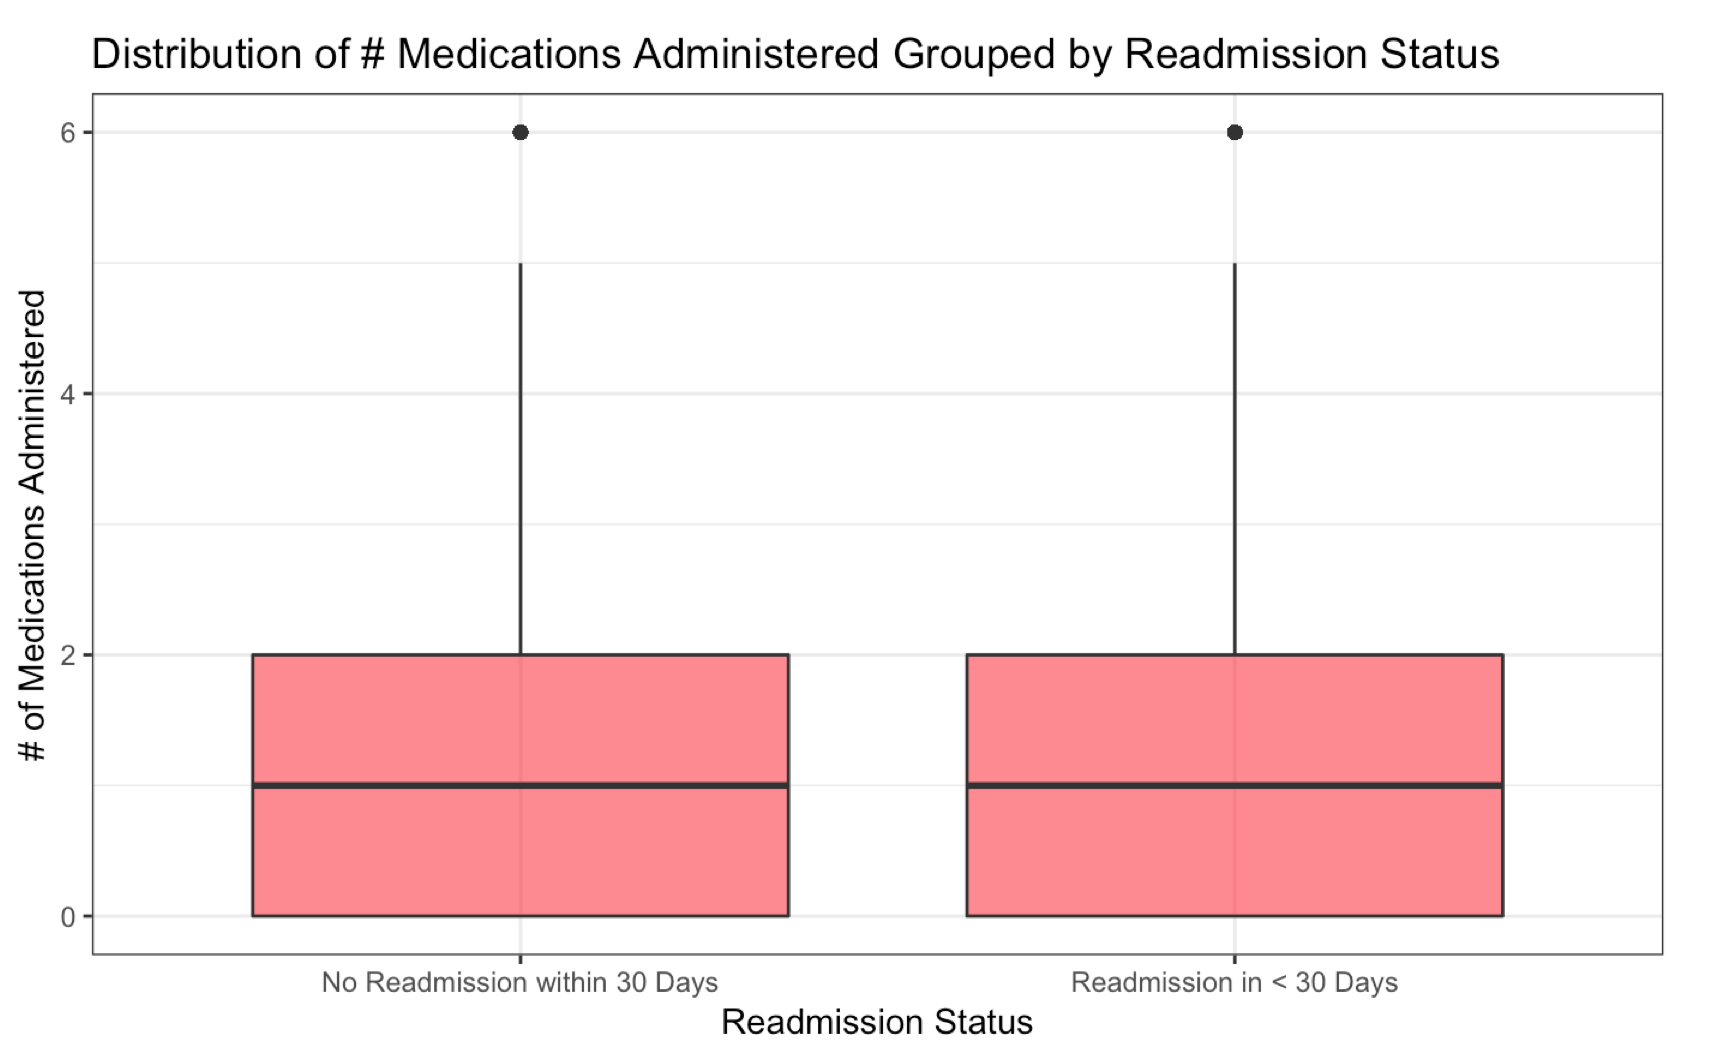 Distribution of # Medications Administered Grouped by Readmission Status
# of Medications Administered
6
4
2
0
No Readmission within 30 Days
Readmission in < 30 Days
Readmission Status